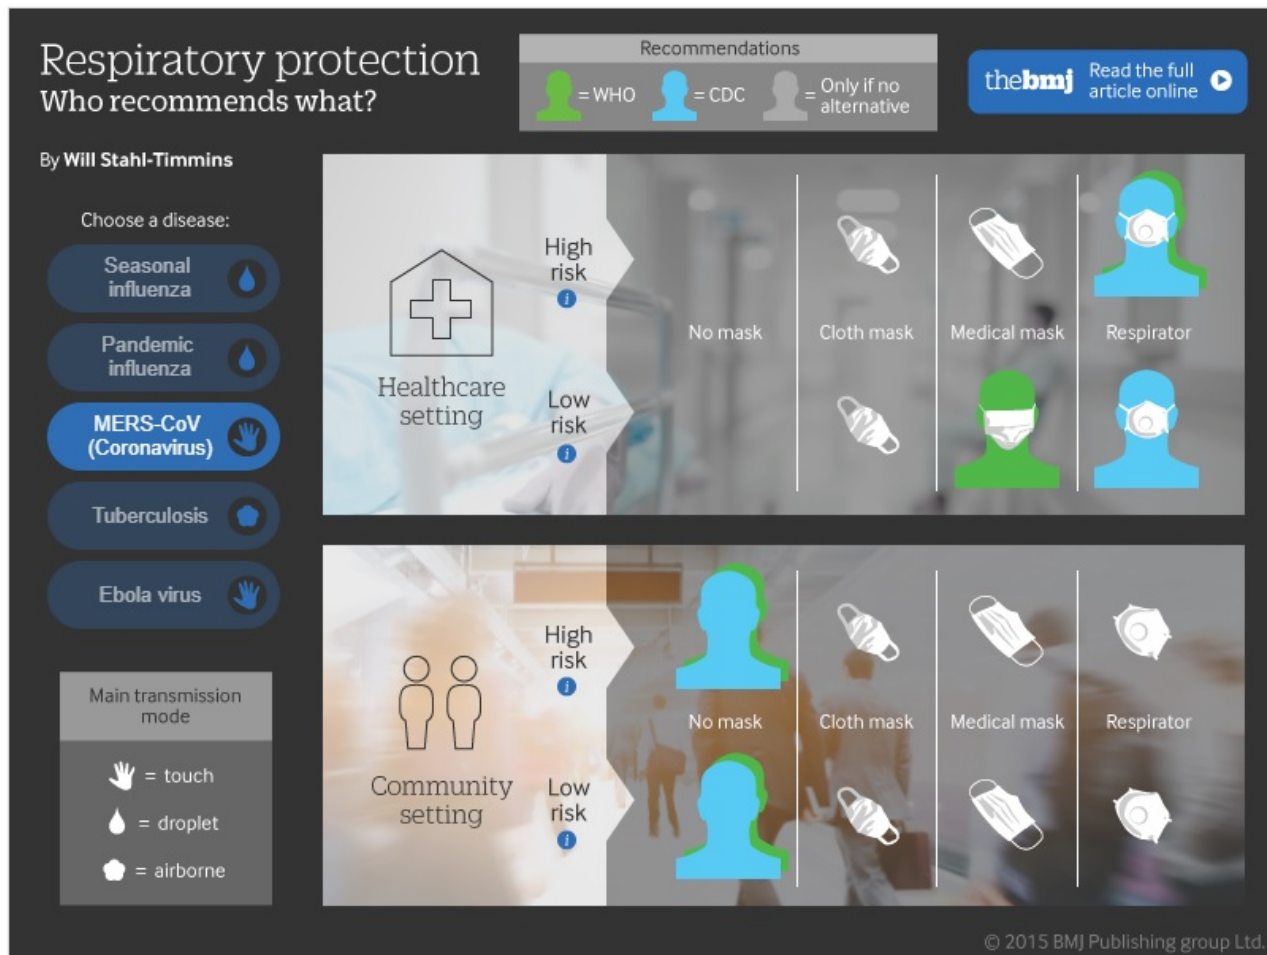 Respiratory protection
Who recommends what?
By Will Stahl-Timmins
Recommendations
= WHO
= CDC
= Only if no
alternative
thebmj
Read the full
article online
Choose a disease:
Seasonal
influenza
Pandemic
influenza
MERS-CoV
(Coronavirus)
Tuberculosis
Ebola virus
Main transmission
mode
= touch
= droplet
= airborne
Healthcare
setting
High
risk
i
Low
risk
i
No mask
Cloth mask
Medical mask
Respirator
Community
setting
High
risk
i
Low
risk
i
No mask
Cloth mask
Medical mask
Respirator
© 2015 BMJ Publishing group Ltd.